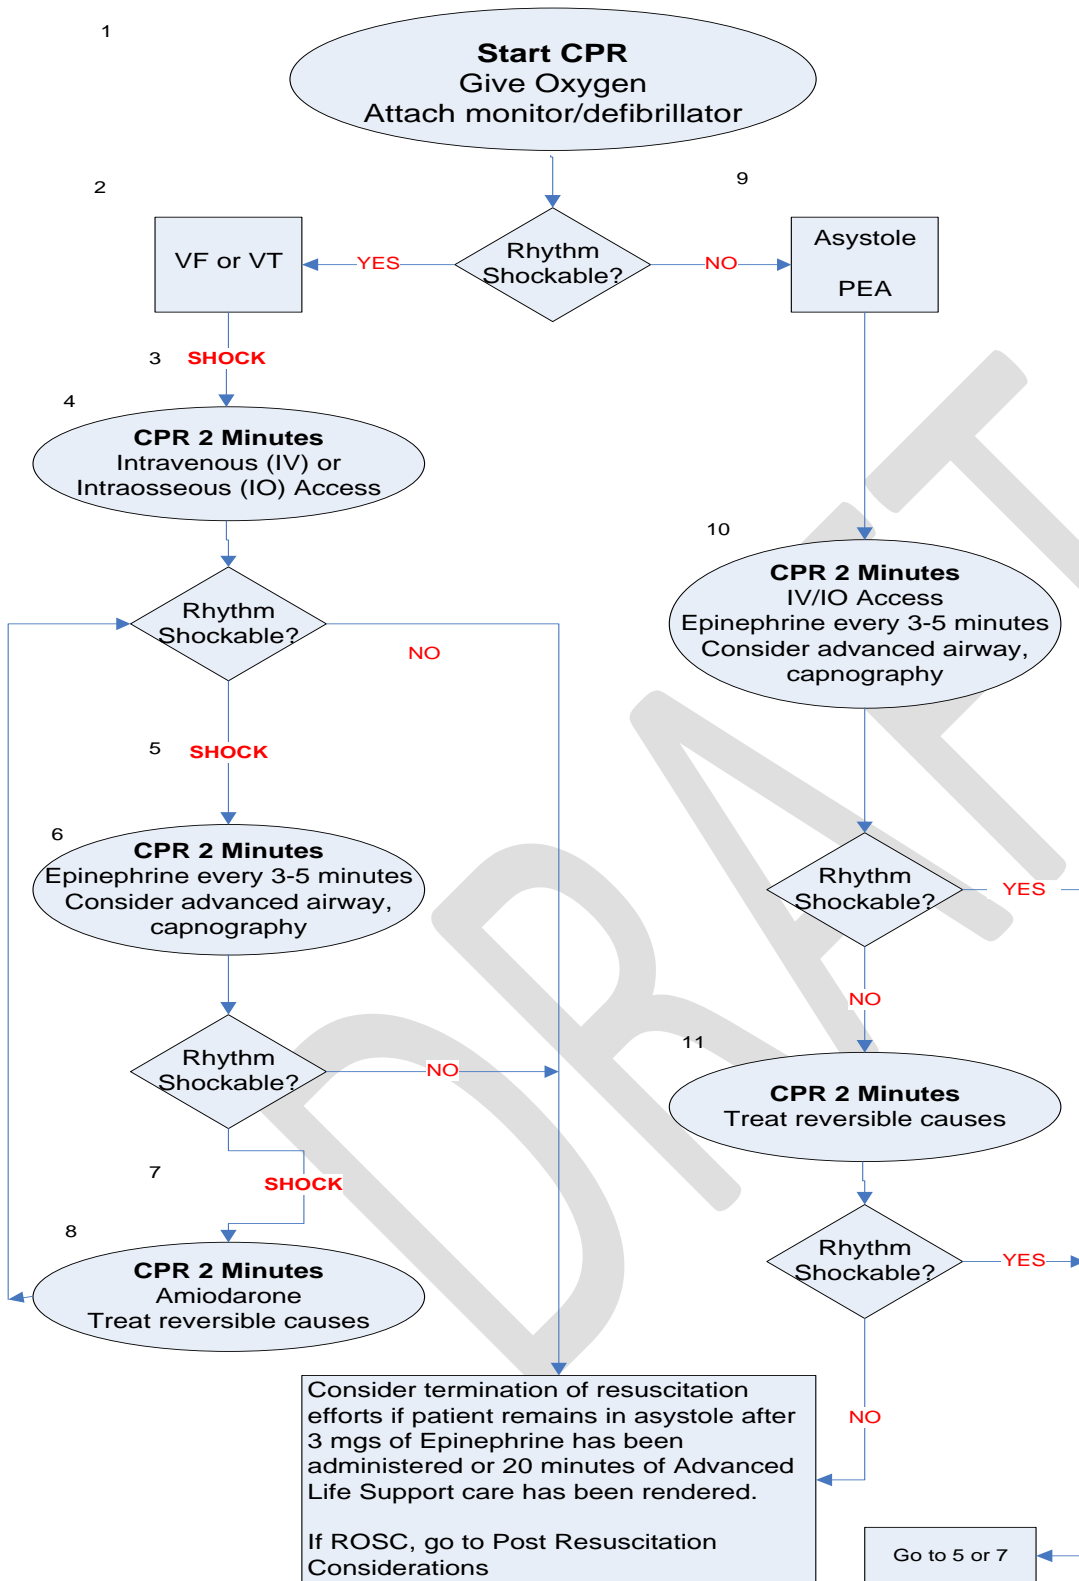 1
Start CPR
Give Oxygen
Attach monitor/defibrillator
2
9
VF or VT
YES
Rhythm
Shockable?
NO
Asystole
PEA
3
SHOCK
4
CPR 2 Minutes
Intravenous (IV) or
Intraosseous (IO) Access
10
CPR 2 Minutes
IV/IO Access
Epinephrine every 3-5 minutes
Consider advanced airway,
capnography
Rhythm
Shockable?
NO
5
SHOCK
6
CPR 2 Minutes
Epinephrine every 3-5 minutes
Consider advanced airway,
capnography
Rhythm
Shockable?
YES
NO
Rhythm
Shockable?
NO
11
CPR 2 Minutes
Treat reversible causes
7
SHOCK
8
CPR 2 Minutes
Amiodarone
Treat reversible causes
Rhythm
Shockable?
YES
NO
Consider termination of resuscitation
efforts if patient remains in asystole after
3 mgs of Epinephrine has been
administered or 20 minutes of Advanced
Life Support care has been rendered.
If ROSC, go to Post Resuscitation
Considerations
Go to 5 or 7
DRAFT